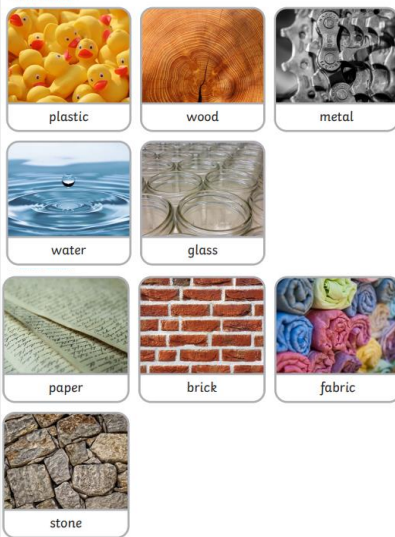 plastic
wood
metal
water
glass
paper
brick
fabric
stone